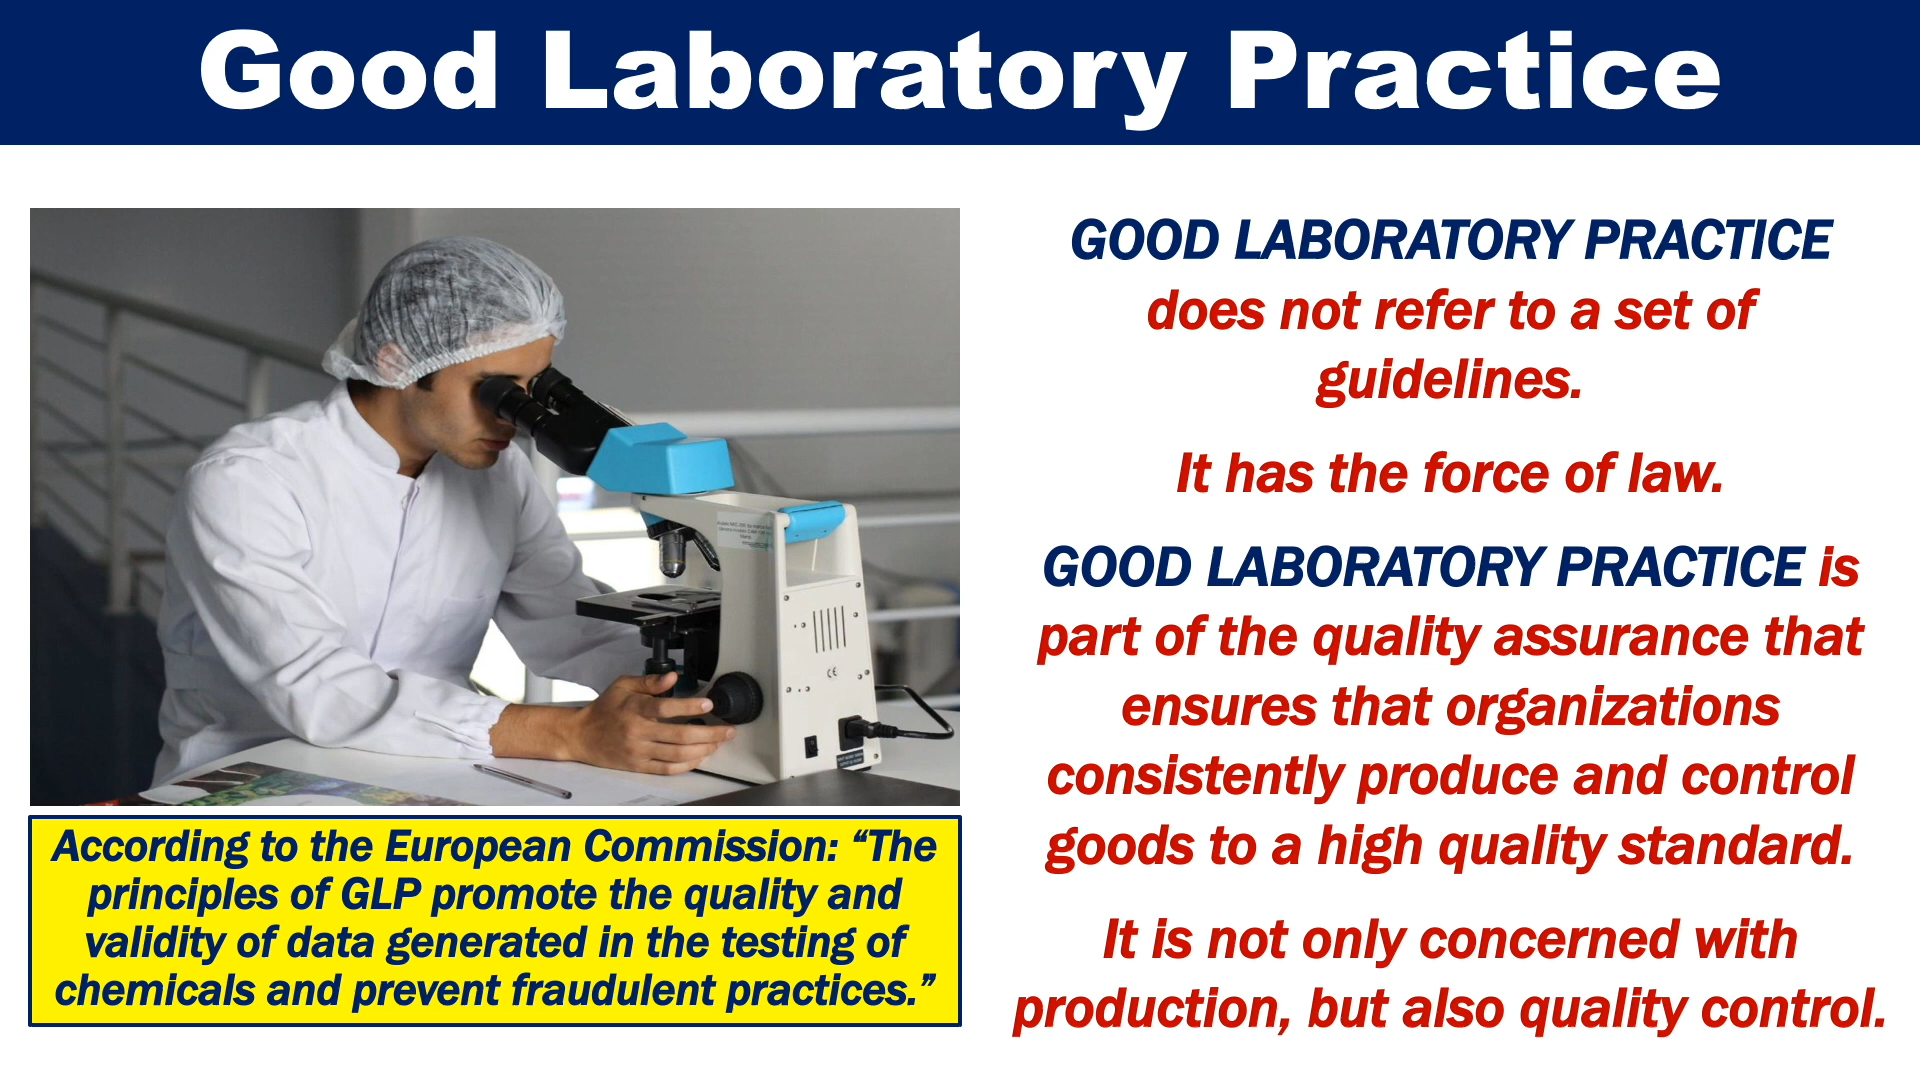 Good Laboratory Practice
GOOD LABORATORY PRACTICE
does not refer to a set of
guidelines.
It has the force of law.
GOOD LABORATORY PRACTICE is
part of the quality assurance that
ensures that organizations
consistently produce and control
goods to a high quality standard.
It is not only concerned with
production, but also quality control.
According to the European Commission: “The
principles of GLP promote the quality and
validity of data generated in the testing of
chemicals and prevent fraudulent practices.”
CE